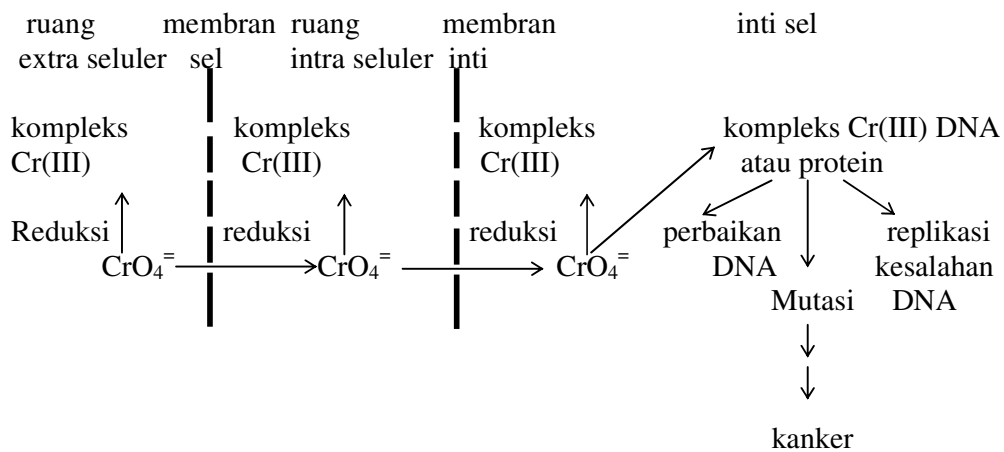 ruang membran ruang membran inti sel
extra seluler sel intra seluler inti
kompleks kompleks kompleks kompleks Cr(III) DNA
Cr(III) Cr(III) Cr(III) atau protein
Reduksi reduksi reduksi perbaikan replikasi
CrO₄⁼ CrO₄⁼ CrO₄⁼ DNA kesalahan
Mutasi DNA
kanker